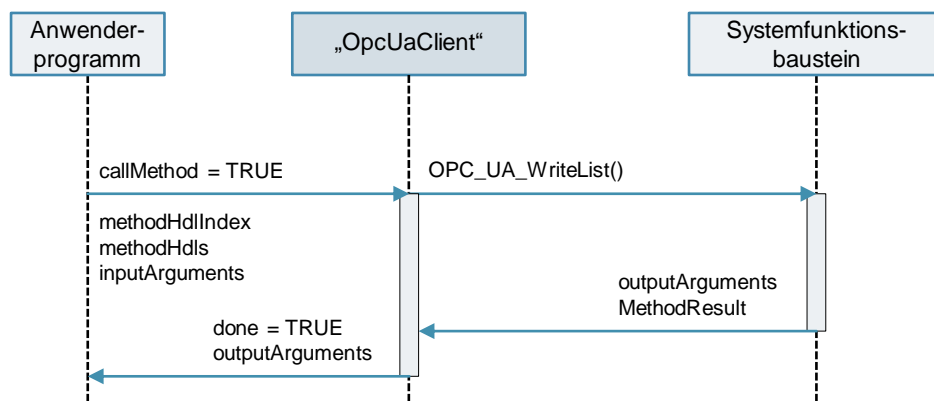 Anwender-
programm
„OpcUaClient“
Systemfunktions-
baustein
callMethod = TRUE
OPC_UA_WriteList()
methodHdlIndex
methodHdls
inputArguments
outputArguments
MethodResult
done = TRUE
outputArguments